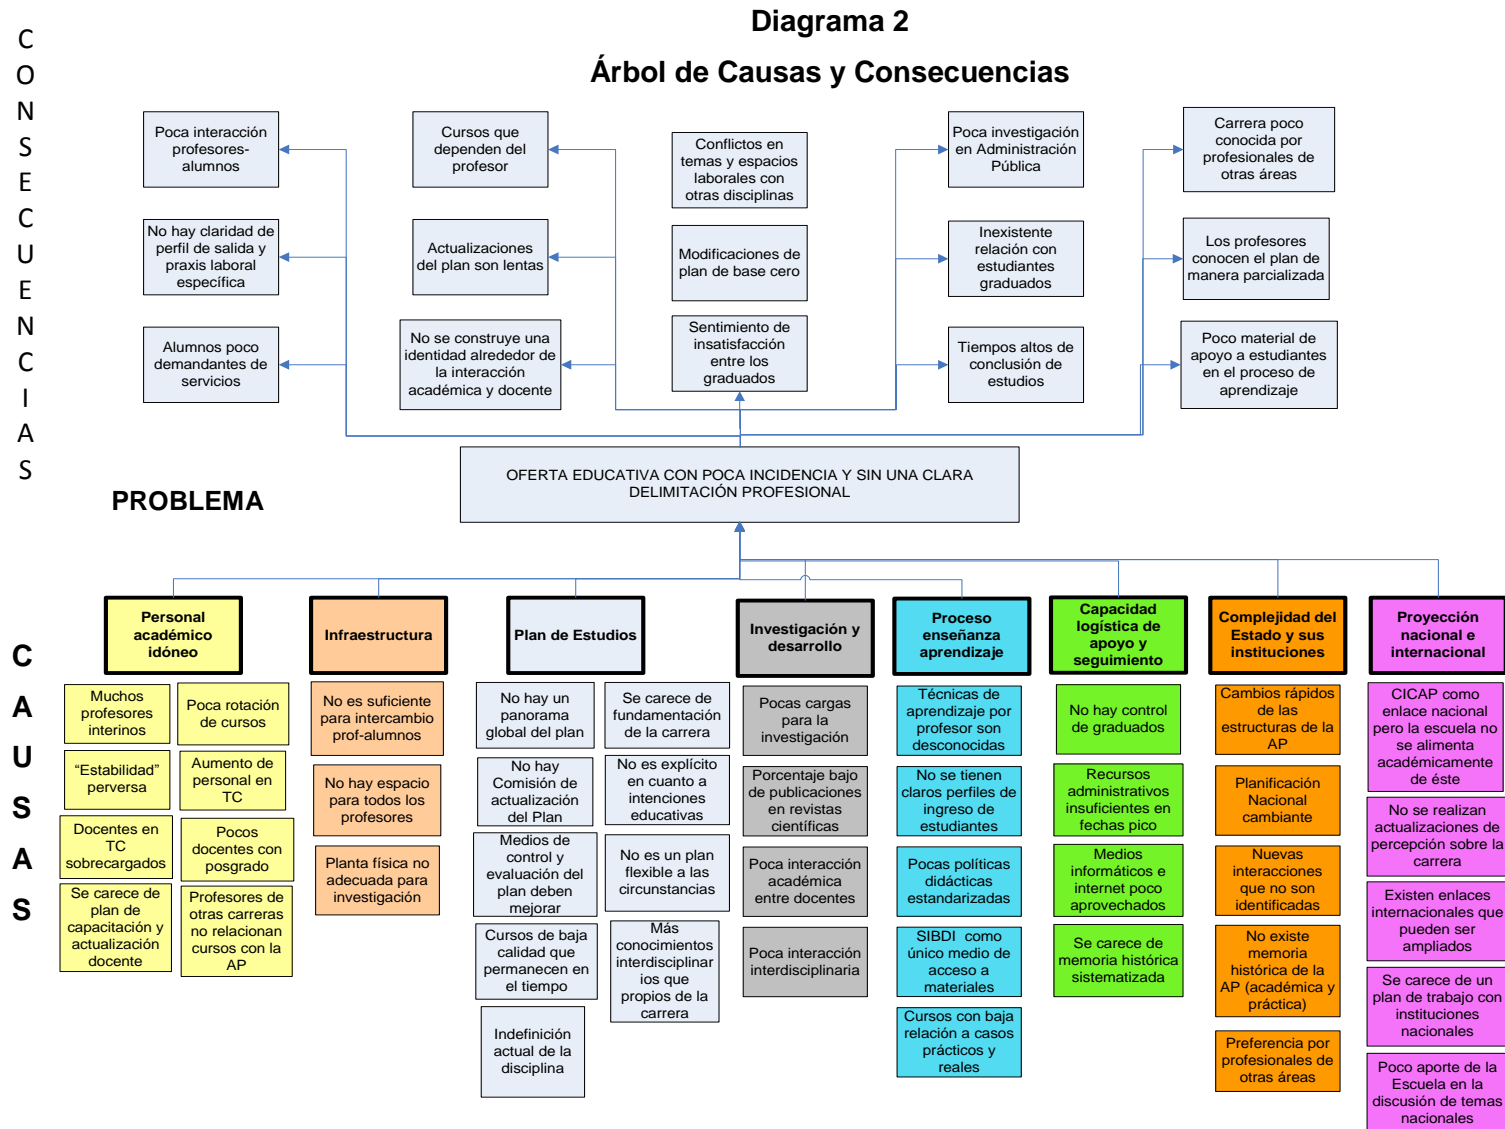 Diagrama 2
Árbol de Causas y Consecuencias
C
O
N
S
E
C
U
E
N
C
I
A
S
Poca interacción
profesores-
alumnos
Cursos que
dependen del
profesor
Conflictos en
temas y espacios
laborales con
otras disciplinas
Poca investigación
en Administración
Pública
Carrera poco
conocida por
profesionales de
otras áreas
No hay claridad de
perfil de salida y
praxis laboral
específica
Actualizaciones
del plan son lentas
Modificaciones de
plan de base cero
Inexistente
relación con
estudiantes
graduados
Los profesores
conocen el plan de
manera parcializada
Alumnos poco
demandantes de
servicios
No se construye una
identidad alrededor de
la interacción
académica y docente
Sentimiento de
insatisfacción
entre los
graduados
Tiempos altos de
conclusión de
estudios
Poco material de
apoyo a estudiantes
en el proceso de
aprendizaje
PROBLEMA
OFERTA EDUCATIVA CON POCA INCIDENCIA Y SIN UNA CLARA
DELIMITACIÓN PROFESIONAL
C
A
U
S
A
S
Personal
académico
idóneo
Muchos
profesores
interinos
Poca rotación
de cursos
“Estabilidad”
perversa
Aumento de
personal en
TC
Docentes en
TC
sobrecargados
Pocos
docentes con
posgrado
Se carece de
plan de
capacitación y
actualización
docente
Profesores de
otras carreras
no relacionan
cursos con la
AP
Infraestructura
No es suficiente
para intercambio
prof-alumnos
No hay espacio
para todos los
profesores
Planta física no
adecuada para
investigación
Plan de Estudios
No hay un
panorama
global del plan
Se carece de
fundamentación
de la carrera
No hay
Comisión de
actualización
del Plan
No es explícito
en cuanto a
intenciones
educativas
Medios de
control y
evaluación del
plan deben
mejorar
No es un plan
flexible a las
circunstancias
Cursos de baja
calidad que
permanecen en
el tiempo
Más
conocimientos
interdisciplinar
ios que
propios de la
carrera
Indefinición
actual de la
disciplina
Investigación y
desarrollo
Pocas cargas
para la
investigación
Porcentaje bajo
de publicaciones
en revistas
científicas
Poca interacción
académica
entre docentes
Poca interacción
interdisciplinaria
Proceso
enseñanza
aprendizaje
Técnicas de
aprendizaje por
profesor son
desconocidas
No se tienen
claros perfiles de
ingreso de
estudiantes
Pocas políticas
didácticas
estandarizadas
SIBDI como
único medio de
acceso a
materiales
Cursos con baja
relación a casos
prácticos y
reales
Capacidad
logística de
apoyo y
seguimiento
No hay control
de graduados
Recursos
administrativos
insuficientes en
fechas pico
Medios
informáticos e
internet poco
aprovechados
Se carece de
memoria histórica
sistematizada
Complejidad del
Estado y sus
instituciones
Cambios rápidos
de las
estructuras de la
AP
Planificación
Nacional
cambiante
Nuevas
interacciones
que no son
identificadas
No existe
memoria
histórica de la
AP (académica y
práctica)
Preferencia por
profesionales de
otras áreas
Proyección
nacional e
internacional
CICAP como
enlace nacional
pero la escuela no
se alimenta
académicamente
de éste
No se realizan
actualizaciones de
percepción sobre la
carrera
Existen enlaces
internacionales que
pueden ser
ampliados
Se carece de un
plan de trabajo con
instituciones
nacionales
Poco aporte de la
Escuela en la
discusión de temas
nacionales